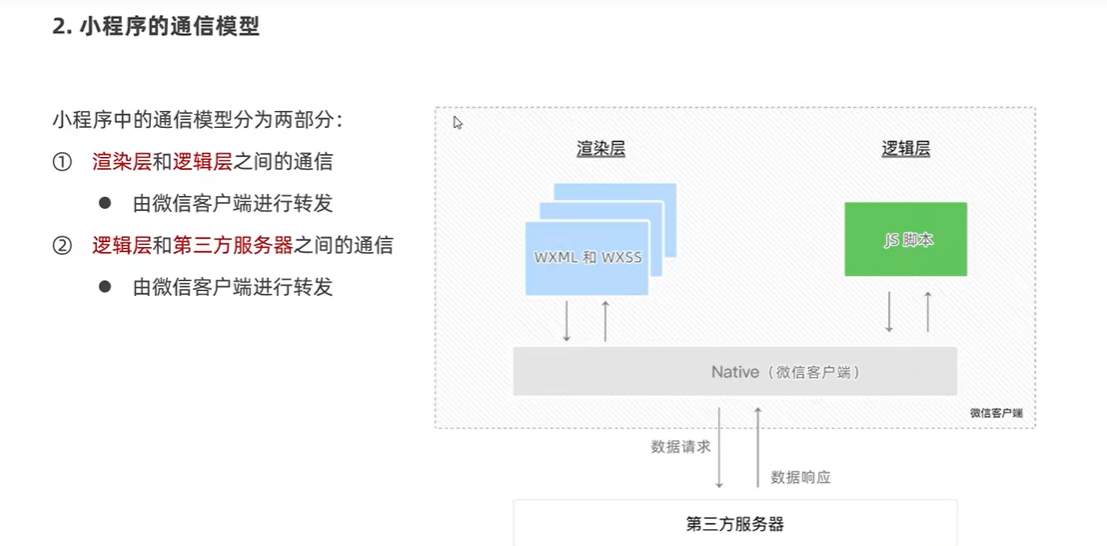 2. 小程序的通信模型
小程序中的通信模型分为两部分：
① 渲染层和逻辑层之间的通信
● 由微信客户端进行转发
② 逻辑层和第三方服务器之间的通信
● 由微信客户端进行转发
渲染层
逻辑层
WXML 和 WXSS
JS 脚本
Native（微信客户端）
微信客户端
数据请求
数据响应
第三方服务器